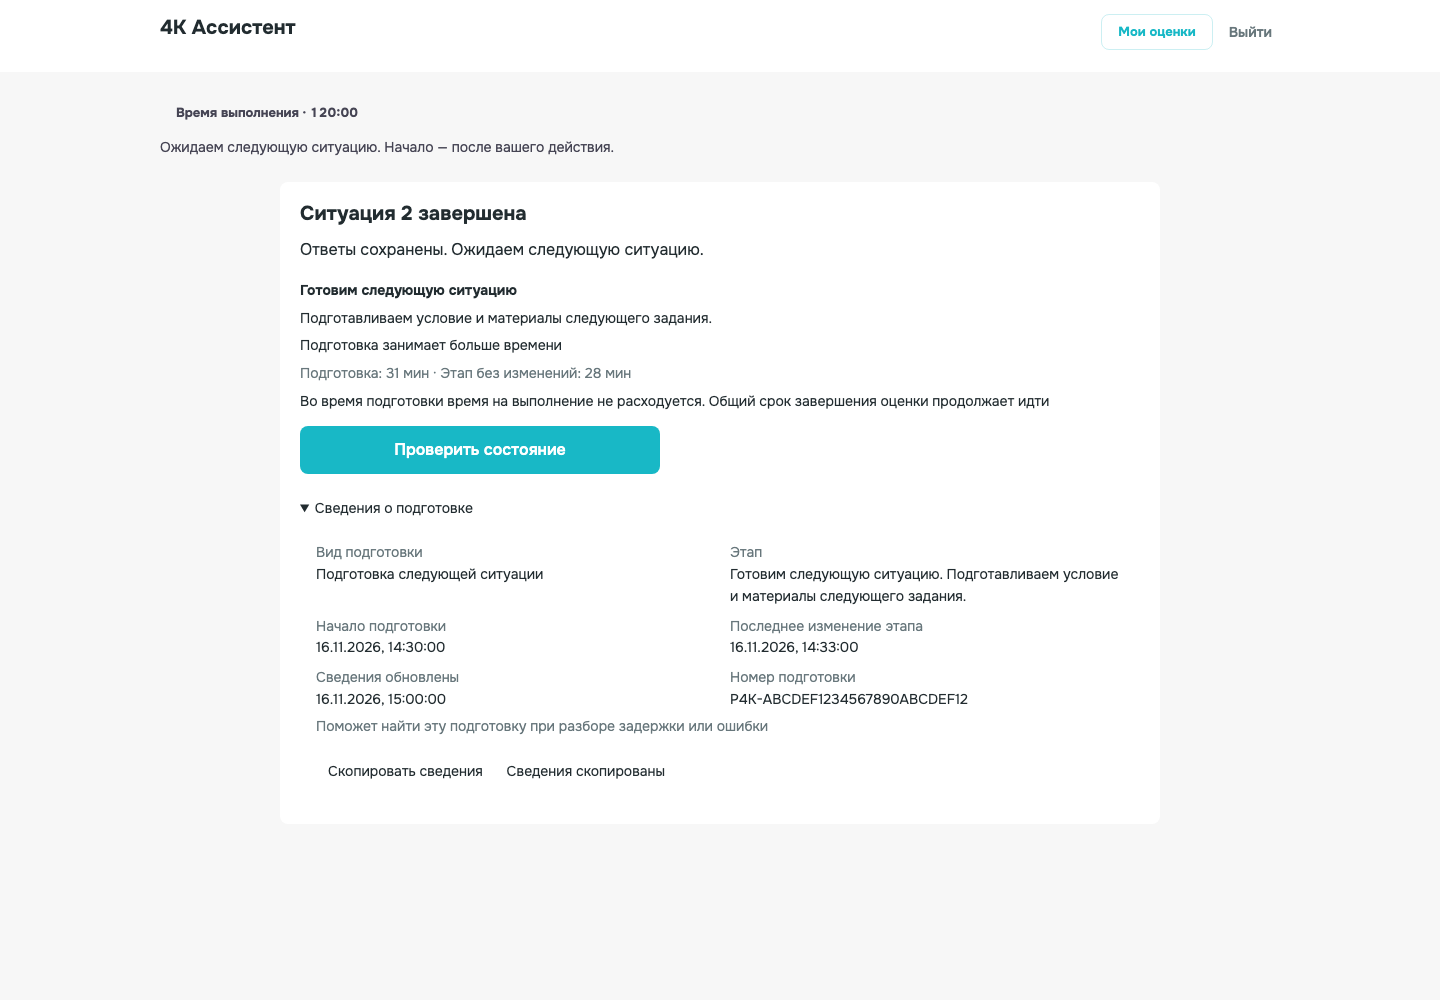 4К Ассистент
Мои оценки
Выйти
Время выполнения · 1 20:00
Ожидаем следующую ситуацию. Начало — после вашего действия.
Ситуация 2 завершена
Ответы сохранены. Ожидаем следующую ситуацию.
Готовим следующую ситуацию
Подготавливаем условие и материалы следующего задания.
Подготовка занимает больше времени
Подготовка: 31 мин · Этап без изменений: 28 мин
Во время подготовки время на выполнение не расходуется. Общий срок завершения оценки продолжает идти
Проверить состояние
▼ Сведения о подготовке
Вид подготовки
Подготовка следующей ситуации
Этап
Готовим следующую ситуацию. Подготавливаем условие
и материалы следующего задания.
Начало подготовки
16.11.2026, 14:30:00
Последнее изменение этапа
16.11.2026, 14:33:00
Сведения обновлены
16.11.2026, 15:00:00
Номер подготовки
P4K-ABCDEF1234567890ABCDEF12
Поможет найти эту подготовку при разборе задержки или ошибки
Скопировать сведения
Сведения скопированы